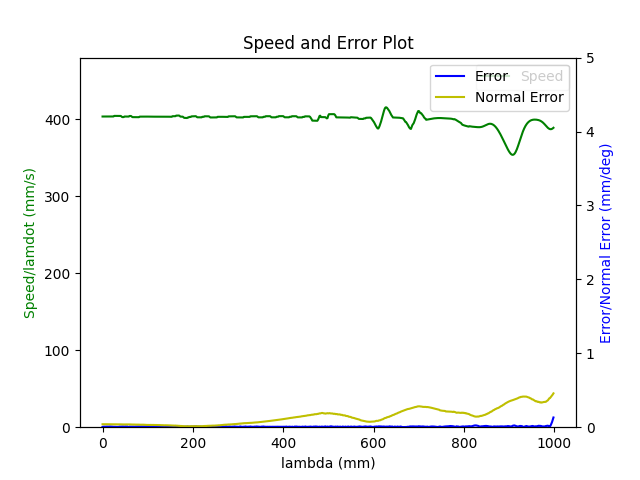 Speed and Error Plot
Error
Speed
Normal Error
Speed/lamdot (mm/s)
400
300
200
100
0
5
4
3
2
1
0
Error/Normal Error (mm/deg)
0 200 400 600 800 1000
lambda (mm)